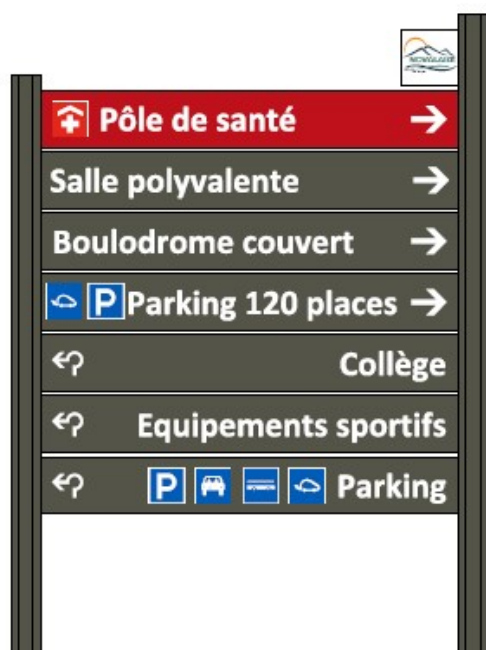 Pôle de santé
Salle polyvalente
Boulodrome couvert
P Parking 120 places
Collège
Equipements sportifs
P Parking